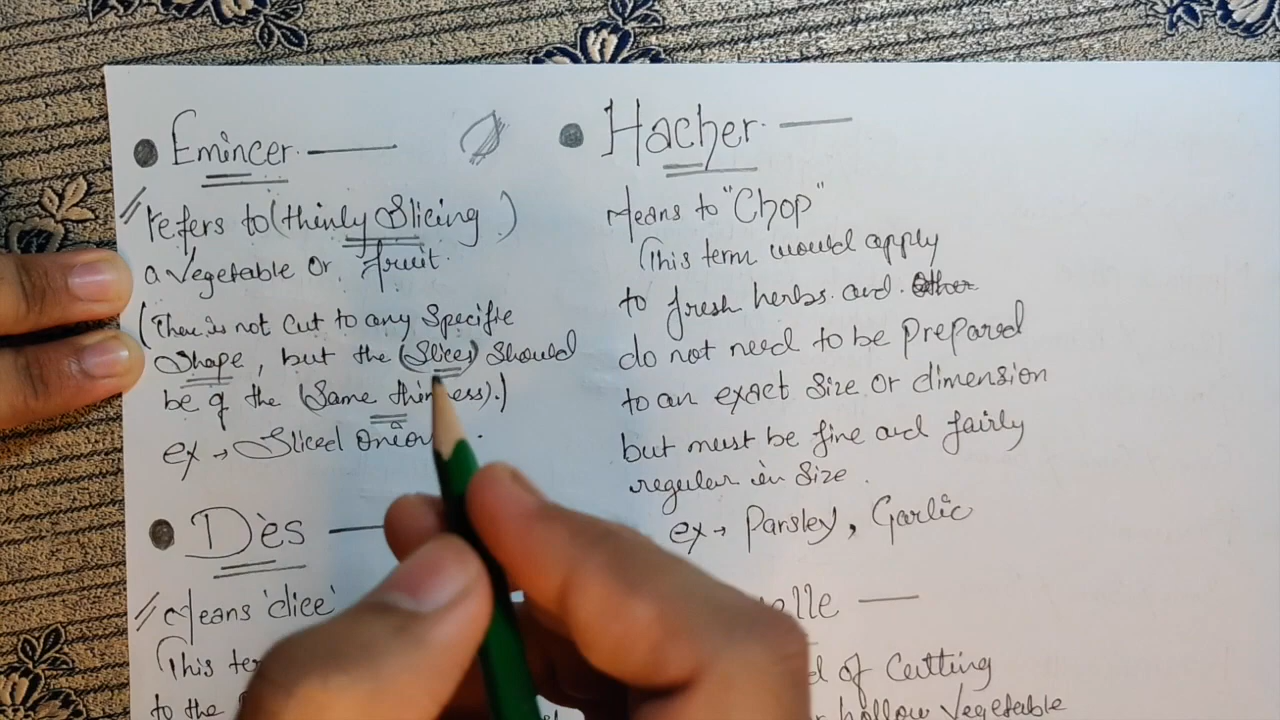 Emincer. —
refers to (thinly Slicing )
a Vegetable or fruit.
(There is not Cut to any Specific
Shape, but the (Slices) Should
be of the (Same thinness).)
ex → Sliced Onion .
Dès —
Means 'dice'
This
to the
Hacher. —
Means to "Chop"
This term would apply
to fresh herbs. and.
do not need to be prepared
to an exact Size Or dimension
but must be fine and fairly
regular in Size .
ex → Parsley, Garlic
elle —
of Cutting
hollow Vegetable